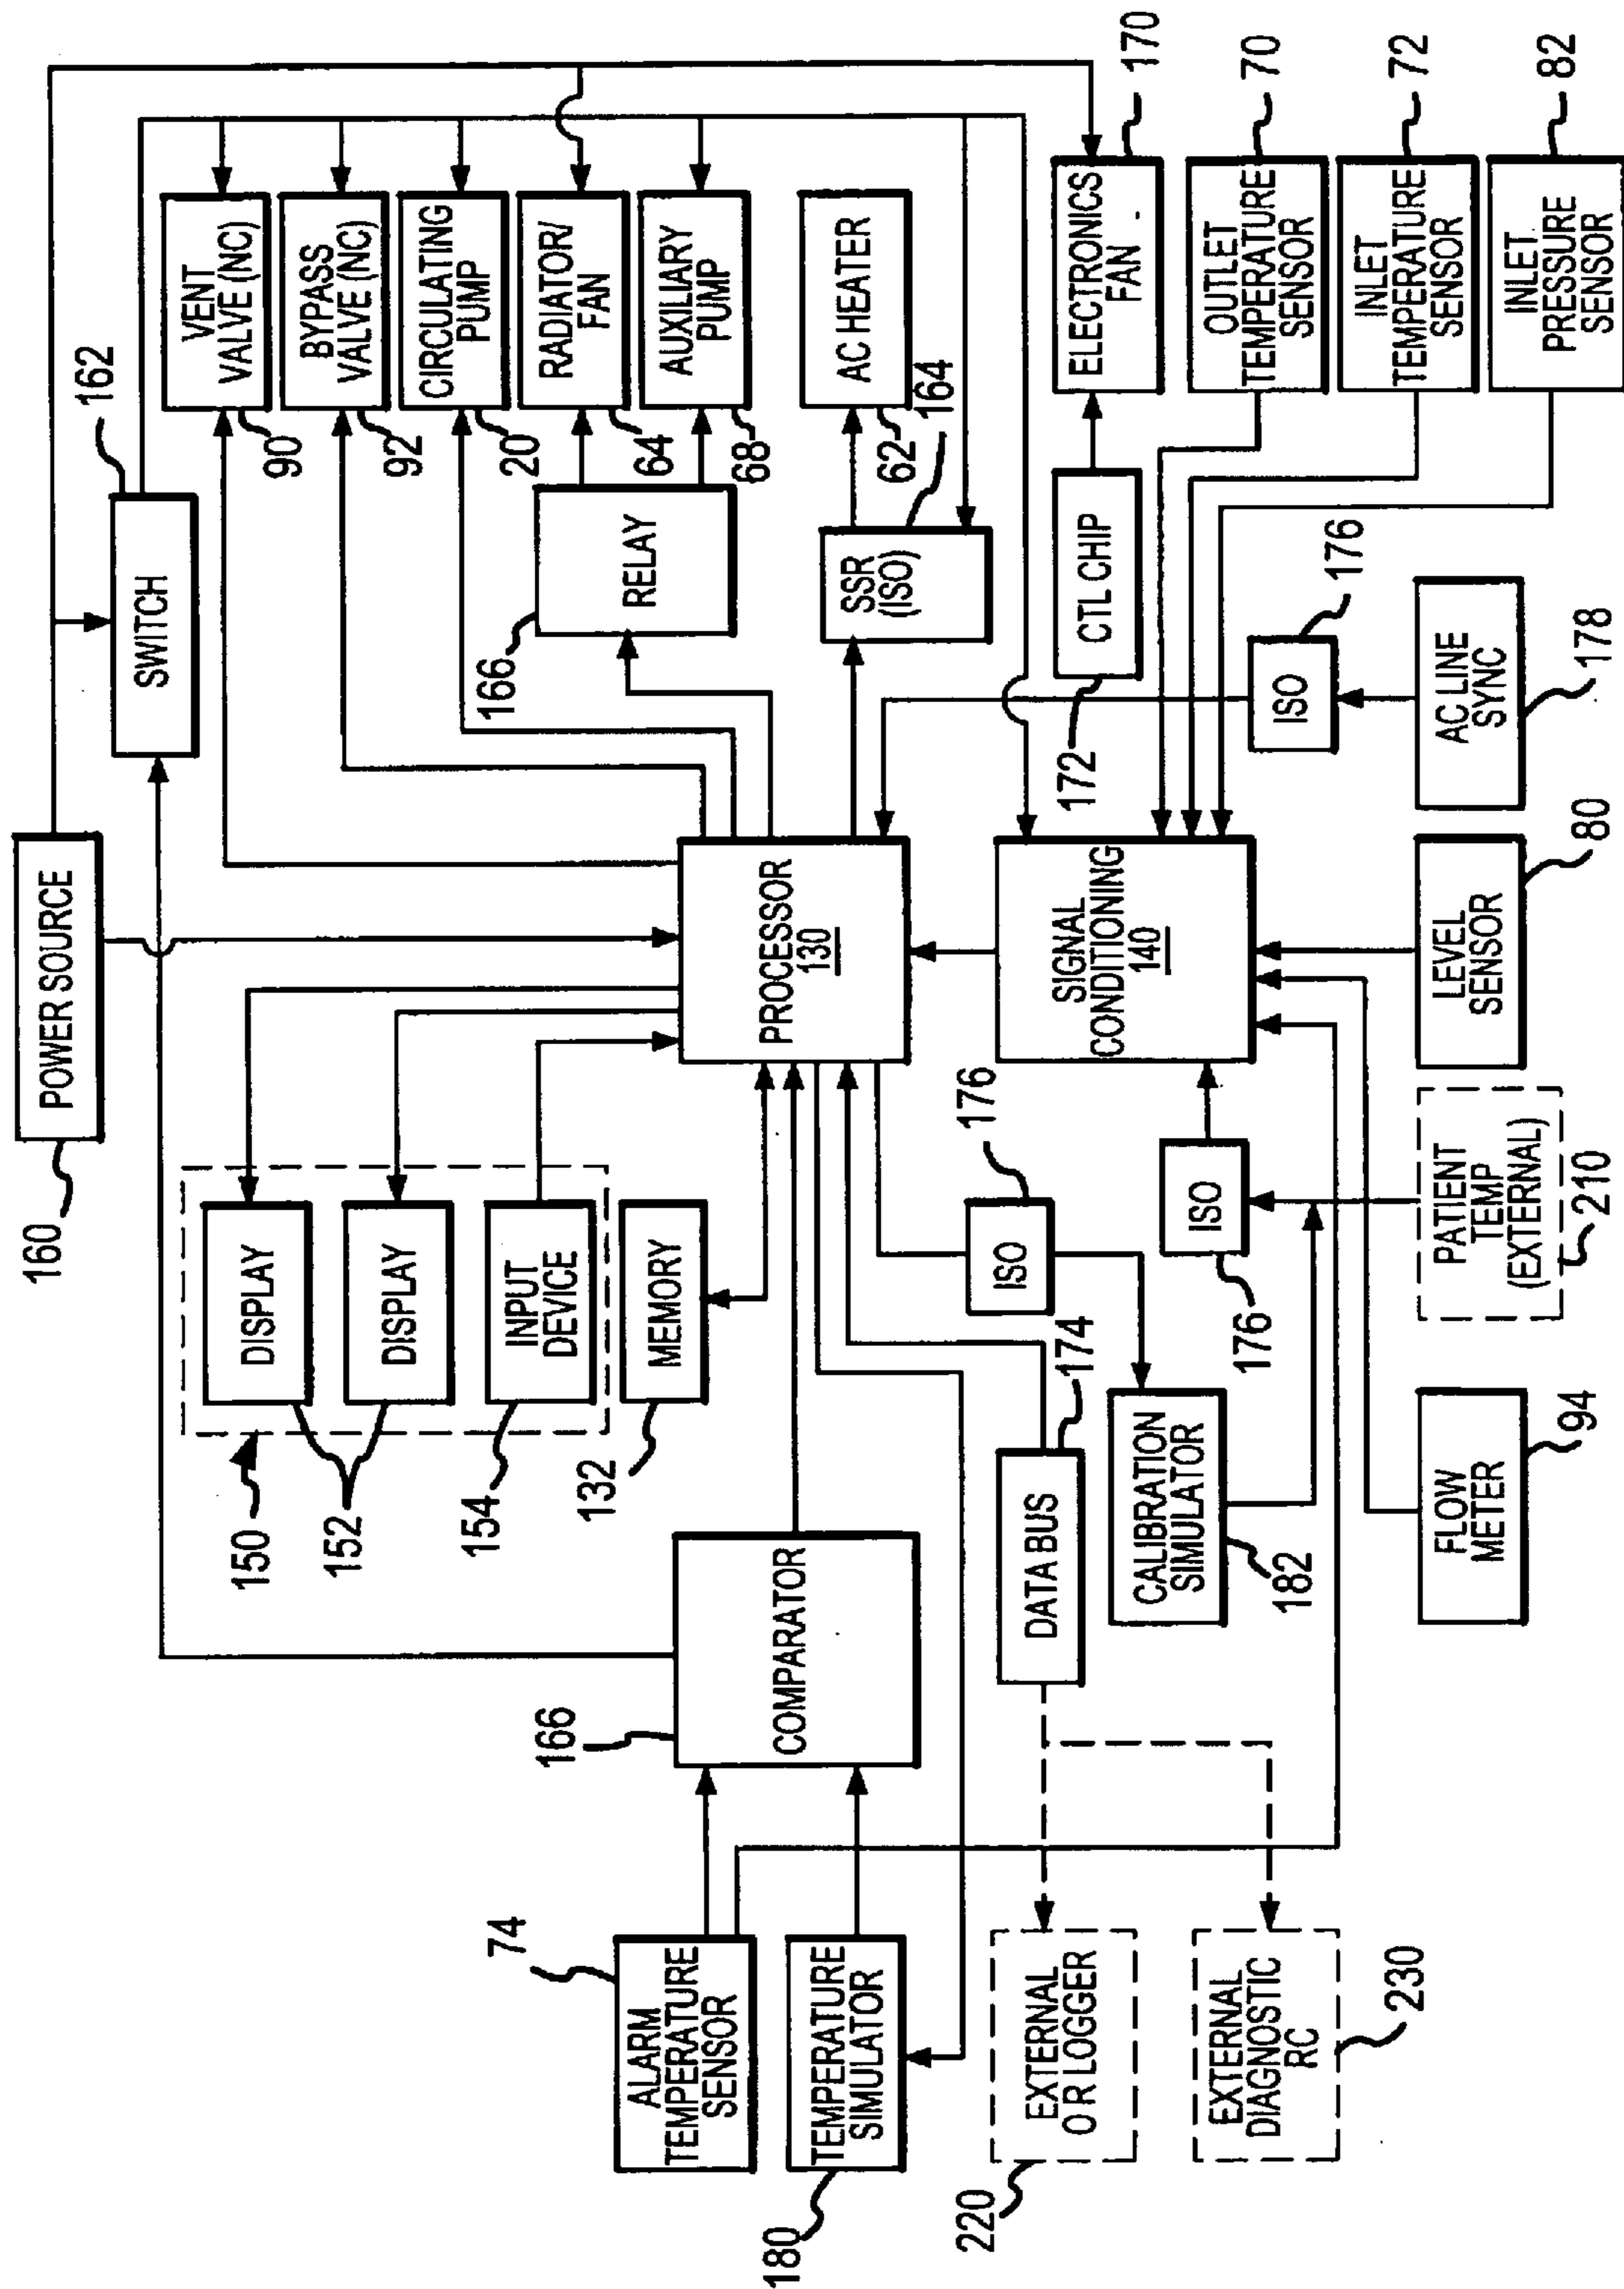 160
POWER SOURCE
SWITCH
162
150
152
154
DISPLAY
DISPLAY
INPUT
DEVICE
132
MEMORY
VENT
VALVE (NC)
90
BYPASS
VALVE (NC)
92
CIRCULATING
PUMP
20
RADIATOR/
FAN
64
AUXILIARY
PUMP
68
166
RELAY
AC HEATER
62
SSR
(ISO)
164
74
ALARM
TEMPERATURE
SENSOR
180
TEMPERATURE
SIMULATOR
166
COMPARATOR
PROCESSOR
130
SIGNAL
CONDITIONING
140
ISO
176
DATA BUS
174
CALIBRATION
SIMULATOR
182
ISO
176
172
CTL CHIP
ELECTRONICS
FAN -
170
OUTLET
TEMPERATURE
SENSOR
70
INLET
TEMPERATURE
SENSOR
72
INLET
PRESSURE
SENSOR
82
ISO
176
AC LINE
SYNC
178
LEVEL
SENSOR
80
PATIENT
TEMP
(EXTERNAL)
210
FLOW
METER
94
220
EXTERNAL
O R LOGGER
EXTERNAL
DIAGNOSTIC
RC
230